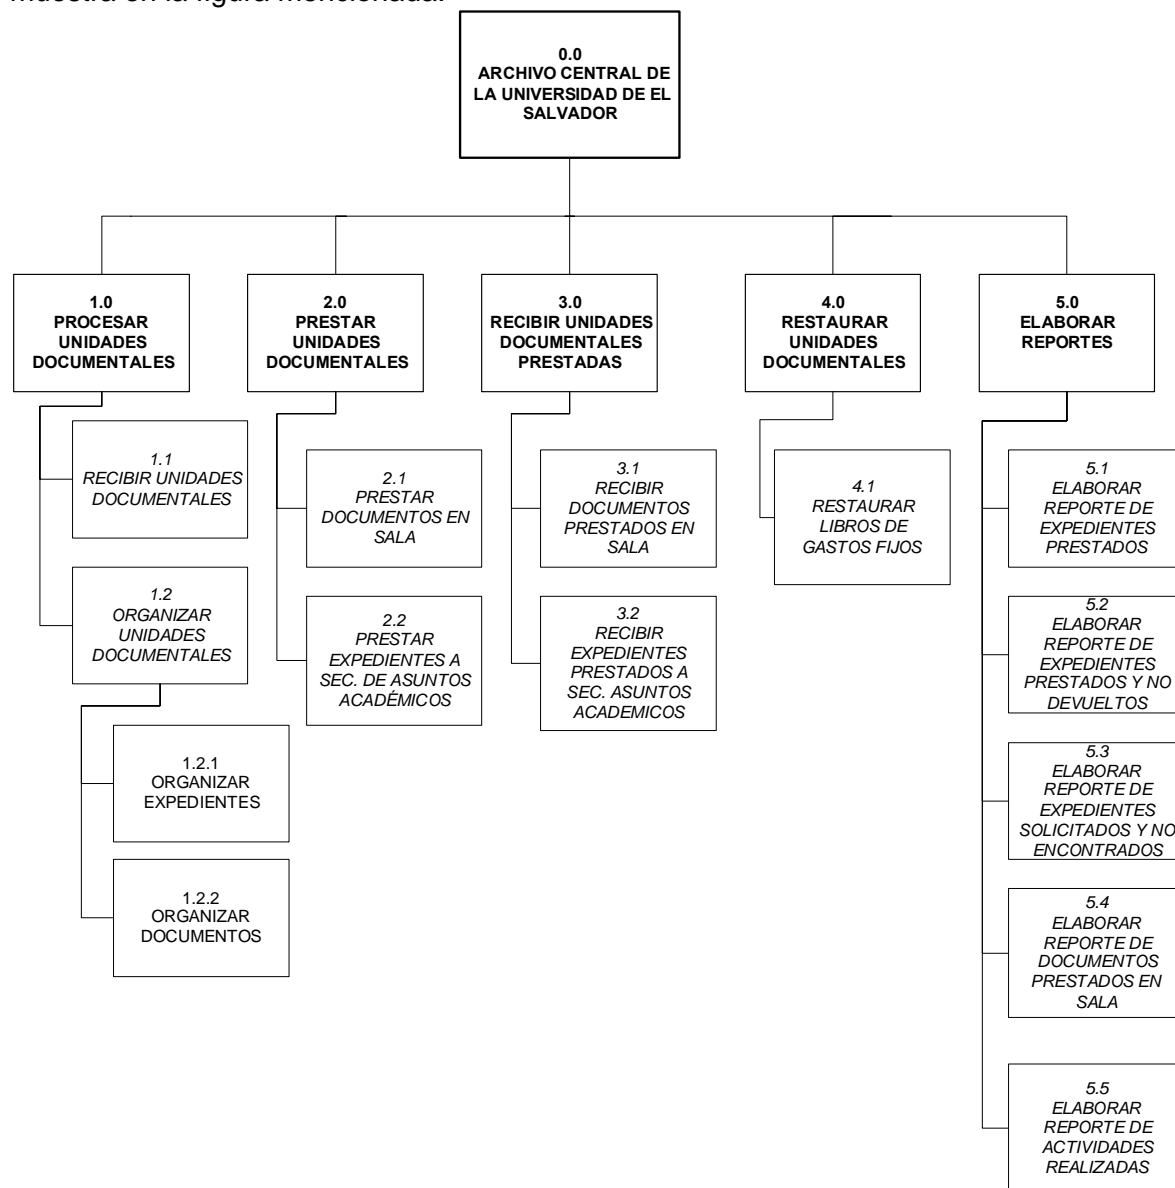 muestra en la figura mencionada.
0.0
ARCHIVO CENTRAL DE
LA UNIVERSIDAD DE EL
SALVADOR
1.0
PROCESAR
UNIDADES
DOCUMENTALES
2.0
PRESTAR
UNIDADES
DOCUMENTALES
3.0
RECIBIR UNIDADES
DOCUMENTALES
PRESTADAS
4.0
RESTAURAR
UNIDADES
DOCUMENTALES
5.0
ELABORAR
REPORTES
1.1
RECIBIR UNIDADES
DOCUMENTALES
1.2
ORGANIZAR
UNIDADES
DOCUMENTALES
1.2.1
ORGANIZAR
EXPEDIENTES
1.2.2
ORGANIZAR
DOCUMENTOS
2.1
PRESTAR
DOCUMENTOS EN
SALA
2.2
PRESTAR
EXPEDIENTES A
SEC. DE ASUNTOS
ACADÉMICOS
3.1
RECIBIR
DOCUMENTOS
PRESTADOS EN
SALA
3.2
RECIBIR
EXPEDIENTES
PRESTADOS A
SEC. ASUNTOS
ACADEMICOS
4.1
RESTAURAR
LIBROS DE
GASTOS FIJOS
5.1
ELABORAR
REPORTE DE
EXPEDIENTES
PRESTADOS
5.2
ELABORAR
REPORTE DE
EXPEDIENTES
PRESTADOS Y NO
DEVUELTOS
5.3
ELABORAR
REPORTE DE
EXPEDIENTES
SOLICITADOS Y NO
ENCONTRADOS
5.4
ELABORAR
REPORTE DE
DOCUMENTOS
PRESTADOS EN
SALA
5.5
ELABORAR
REPORTE DE
ACTIVIDADES
REALIZADAS